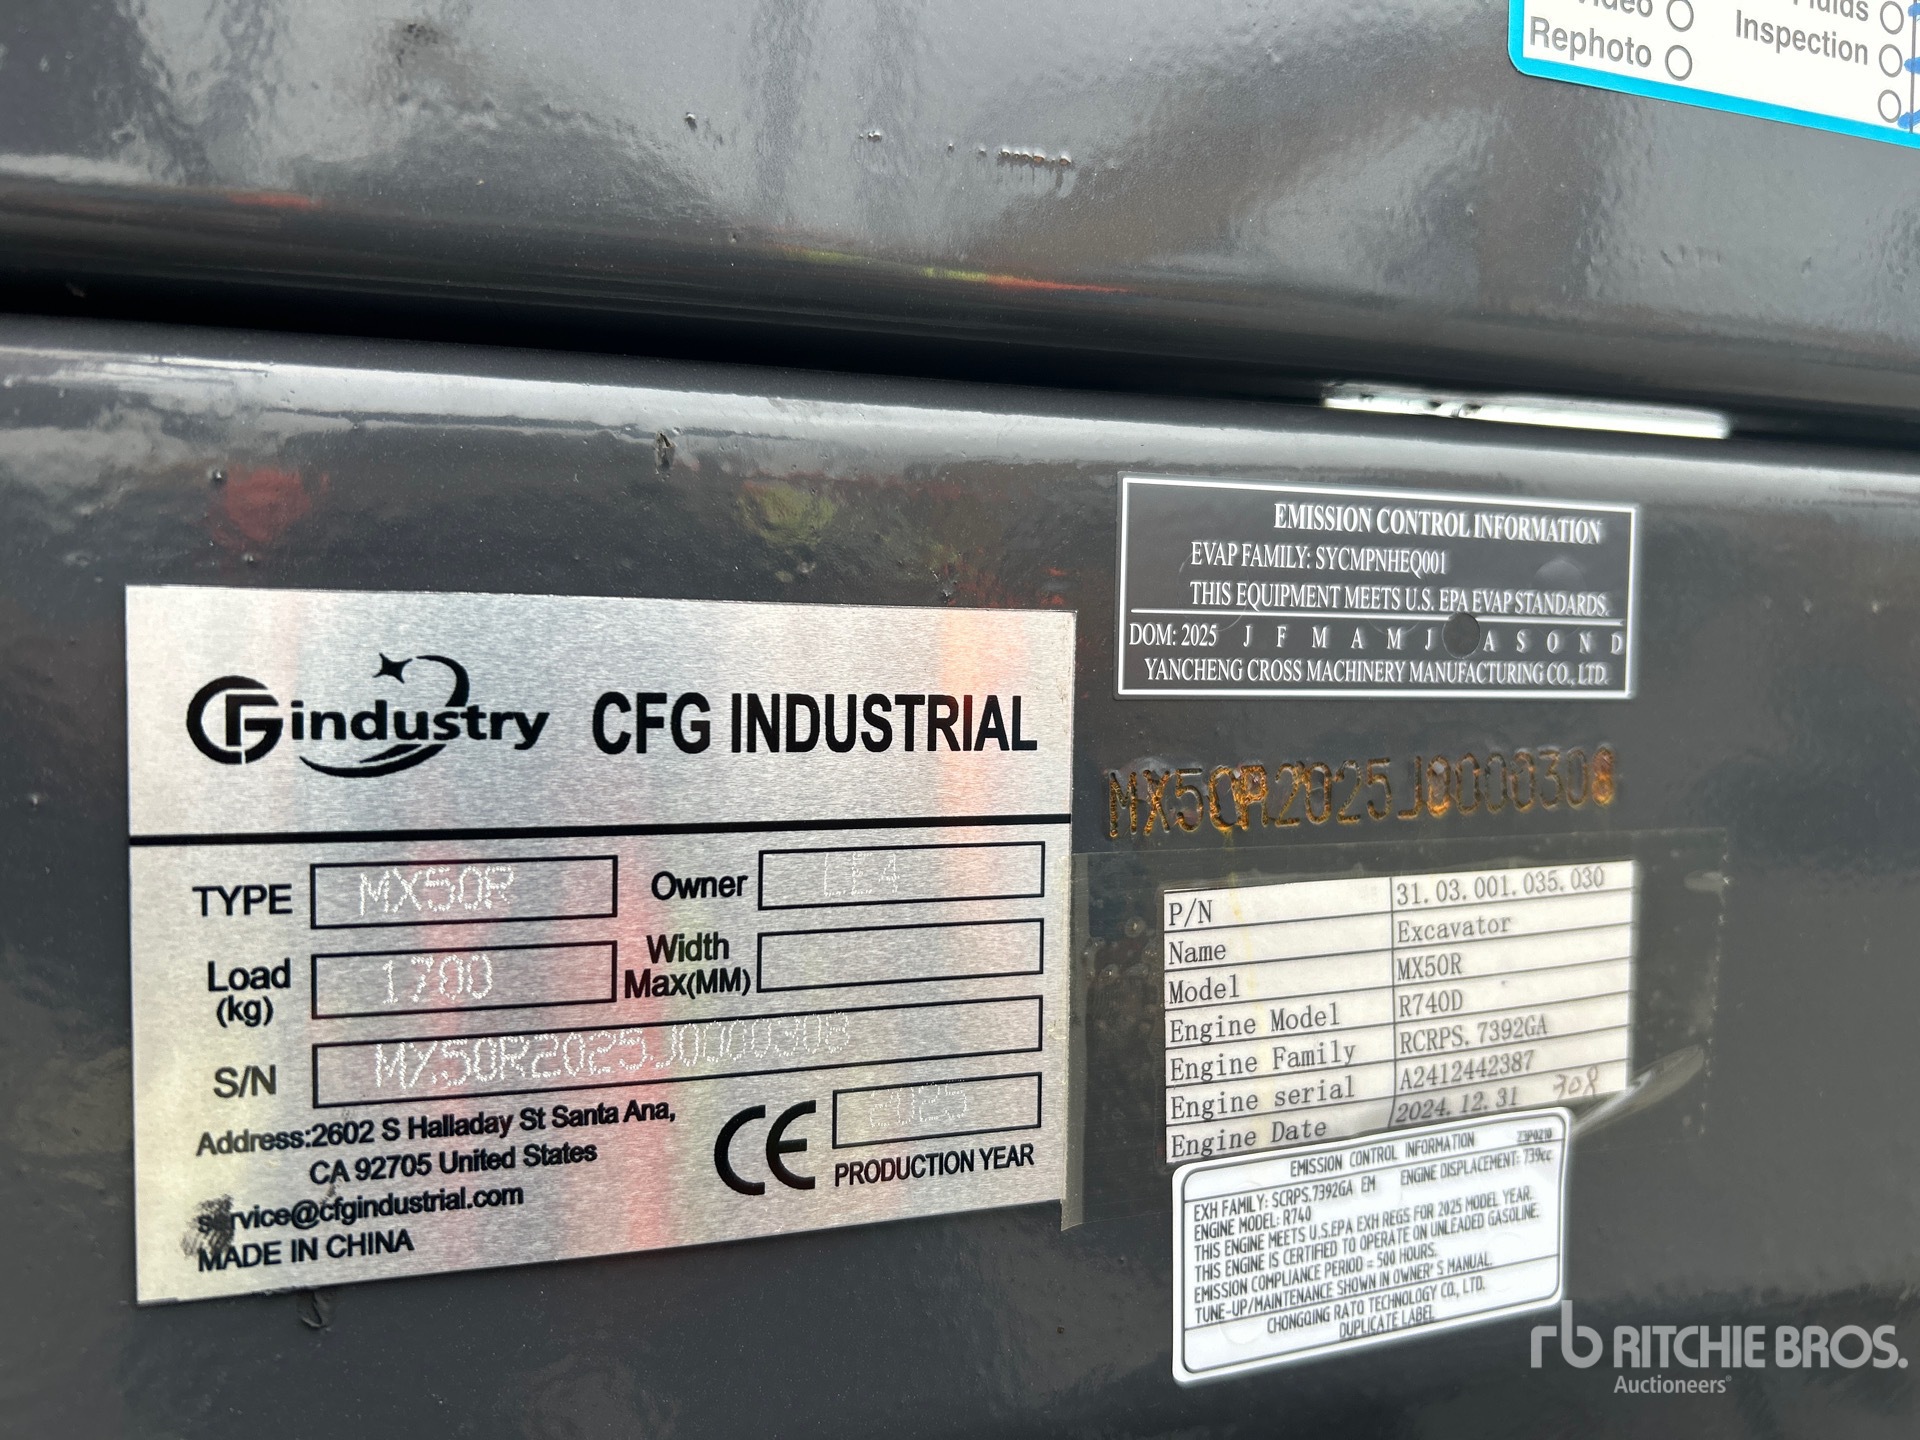 Rephoto
Inspection
EMISSION CONTROL INFORMATION
EVAP FAMILY: SYCMPNHEQ001
THIS EQUIPMENT MEETS U.S. EPA EVAP STANDARDS.
DOM: 2025 J F M A M J A S O N D
YANCHENG CROSS MACHINERY MANUFACTURING CO., LTD.
MX50R2025J0000308
CFG industry CFG INDUSTRIAL
TYPE MX50R Owner
Load (kg) 1700 Width Max(MM)
S/N MX50R2025J0000308
Address:2602 S Halladay St Santa Ana,
CA 92705 United States
service@cfgindustrial.com
MADE IN CHINA
CE 2025
PRODUCTION YEAR
P/N 31.03.001.035.030
Name Excavator
Model MX50R
Engine Model R740D
Engine Family RCRPS.7392GA
Engine serial A2412442387
Engine Date 2024.12.31 308
EMISSION CONTROL INFORMATION
EXH FAMILY: SCRPS.7392GA EM ENGINE DISPLACEMENT: 739cc
ENGINE MODEL: R740
THIS ENGINE MEETS U.S.EPA EXH REGS FOR 2025 MODEL YEAR.
THIS ENGINE IS CERTIFIED TO OPERATE ON UNLEADED GASOLINE.
EMISSION COMPLIANCE PERIOD = 500 HOURS.
TUNE-UP/MAINTENANCE SHOWN IN OWNER'S MANUAL.
CHONGQING RATO TECHNOLOGY CO., LTD.
DUPLICATE LABEL
rb RITCHIE BROS.
Auctioneers